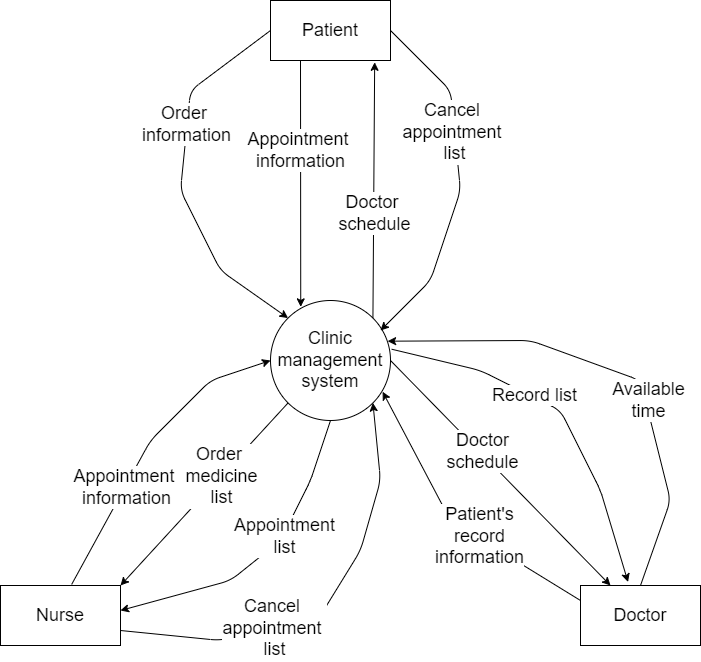 Patient
Order
information
Appointment
information
Cancel
appointment
list
Doctor
schedule
Clinic
management
system
Appointment
information
Order
medicine
list
Appointment
list
Cancel
appointment
list
Record list
Available
time
Doctor
schedule
Patient's
record
information
Nurse
Doctor